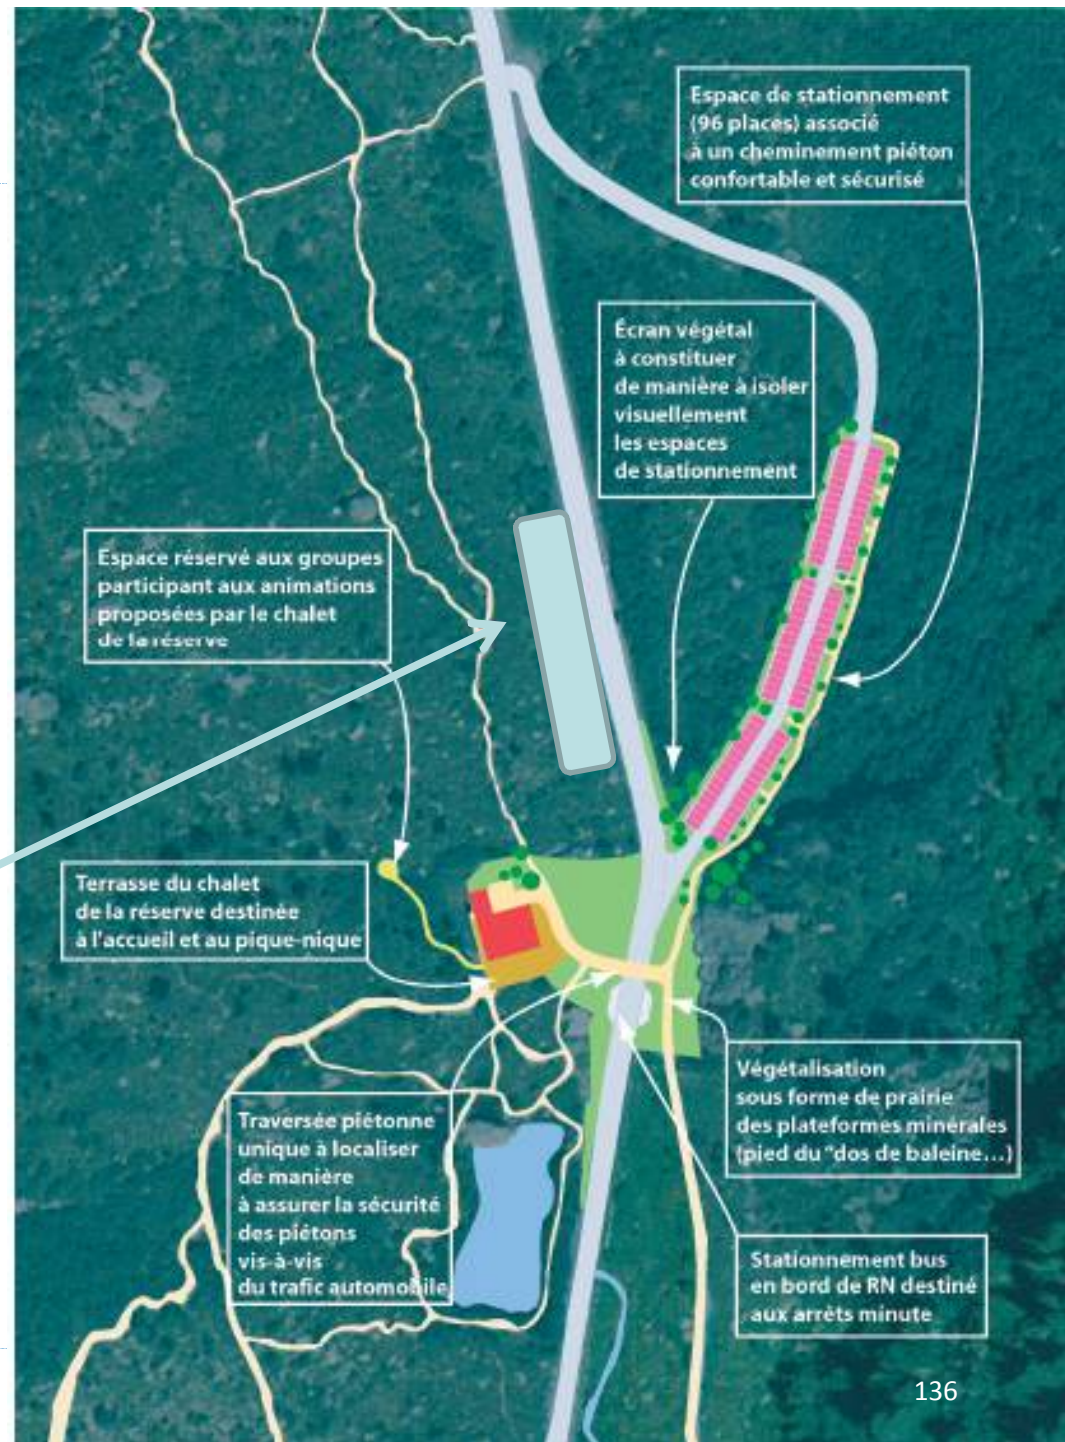 Espace de stationnement
(96 places) associé
à un cheminement piéton
confortable et sécurisé
Écran végétal
à constituer
de manière à isoler
visuellement
les espaces
de stationnement
Espace réservé aux groupes
participant aux animations
proposées par le chalet
de la réserve
Terrasse du chalet
de la réserve destinée
à l'accueil et au pique-nique
Traversée piétonne
unique à localiser
de manière
à assurer la sécurité
des piétons
vis-à-vis
du trafic automobile
Végétalisation
sous forme de prairie
des plateformes minérales
(pied du "dos de baleine...)
Stationnement bus
en bord de RN destiné
aux arrêts minute
136